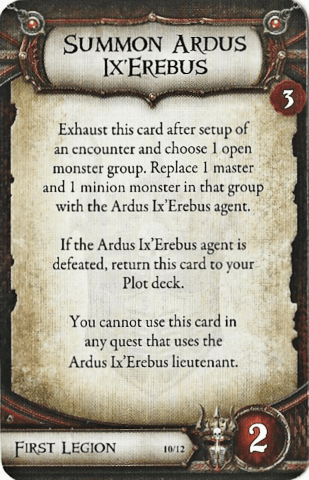 Summon Ardus
Ix'Erebus
3
Exhaust this card after setup of
an encounter and choose 1 open
monster group. Replace 1 master
and 1 minion monster in that group
with the Ardus Ix'Erebus agent.
If the Ardus Ix'Erebus agent is
defeated, return this card to your
Plot deck.
You cannot use this card in
any quest that uses the
Ardus Ix'Erebus lieutenant.
First Legion
10/12
2